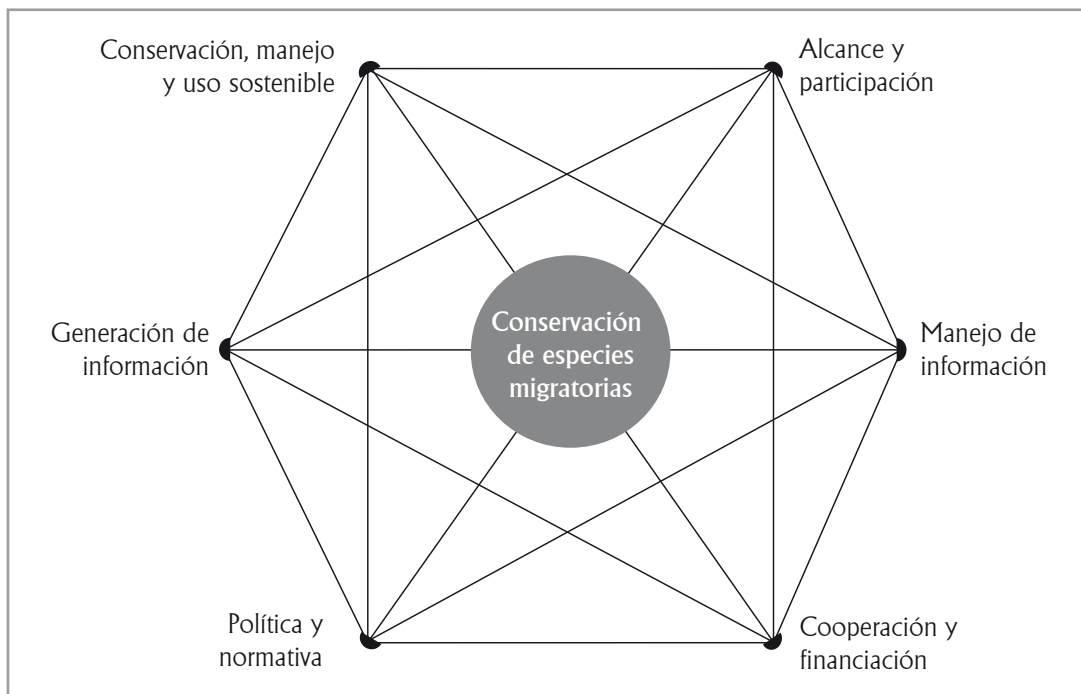 Conservación, manejo
y uso sostenible
Alcance y
participación
Generación de
información
Conservación
de especies
migratorias
Manejo de
información
Política y
normativa
Cooperación y
financiación